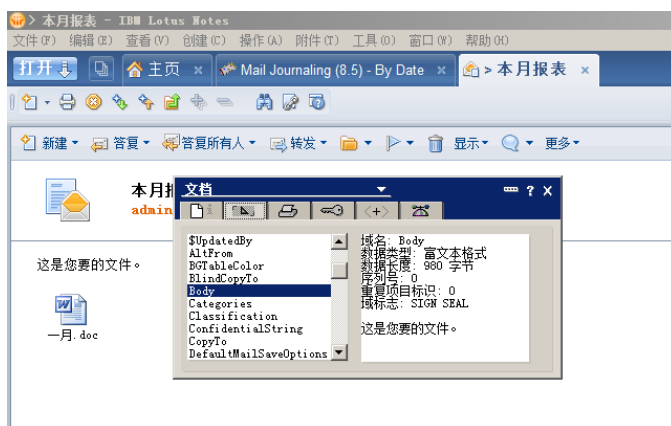 > 本月报表 - IBM Lotus Notes
文件(F) 编辑(E) 查看(V) 创建(C) 操作(A) 附件(T) 工具(O) 窗口(W) 帮助(H)
打开 主页 × Mail Journaling (8.5) - By Date × > 本月报表 ×
新建 答复 答复所有人 转发 显示 更多
本月报
admin
文档 ? X
$UpdatedBy
AltFrom
BGTableColor
BlindCopyTo
Body
Categories
Classification
ConfidentialString
CopyTo
DefaultMailSaveOptions
域名: Body
数据类型: 富文本格式
数据长度: 980 字节
序列号: 0
重复项目标识: 0
域标志: SIGN SEAL
这是您要的文件。
这是您要的文件。
一月.doc